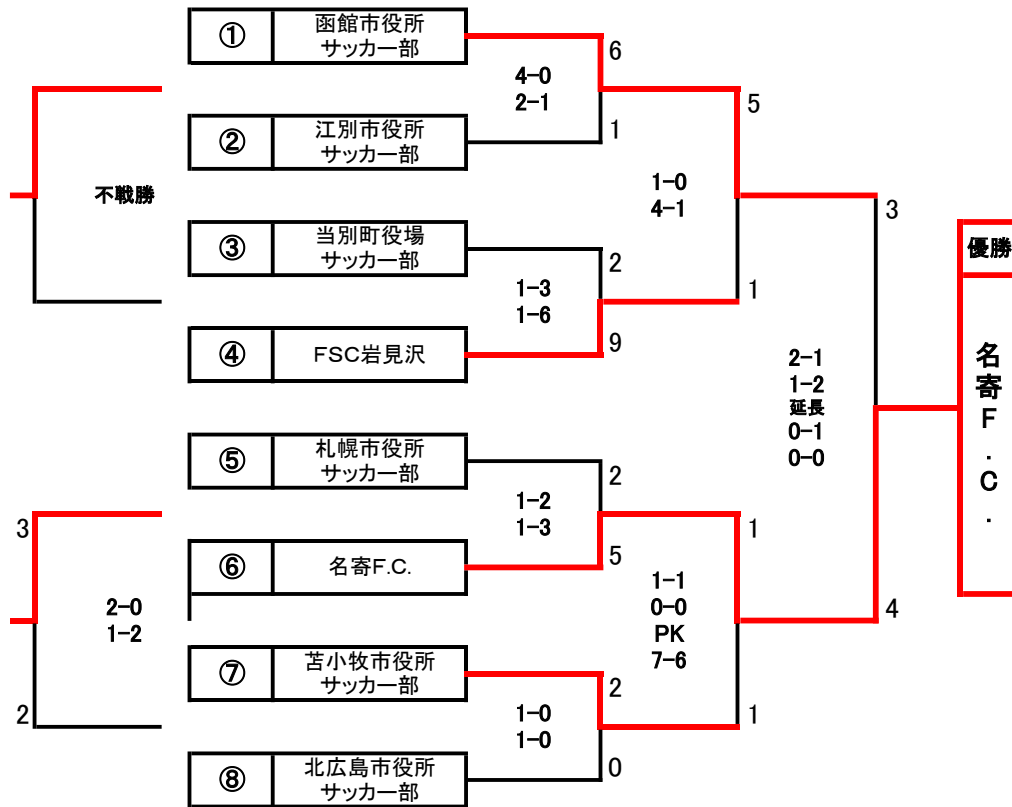 ①
函館市役所
サッカー部
6
4-0
2-1
5
②
江別市役所
サッカー部
1
不戦勝
1-0
4-1
3
③
当別町役場
サッカー部
2
1-3
1-6
1
④
FSC岩見沢
9
優勝
名寄F.C.
2-1
1-2
延長
0-1
0-0
⑤
札幌市役所
サッカー部
2
1-2
1-3
3
1
⑥
名寄F.C.
5
2-0
1-2
1-1
0-0
PK
7-6
4
⑦
苫小牧市役所
サッカー部
2
1-0
1-0
2
1
⑧
北広島市役所
サッカー部
0